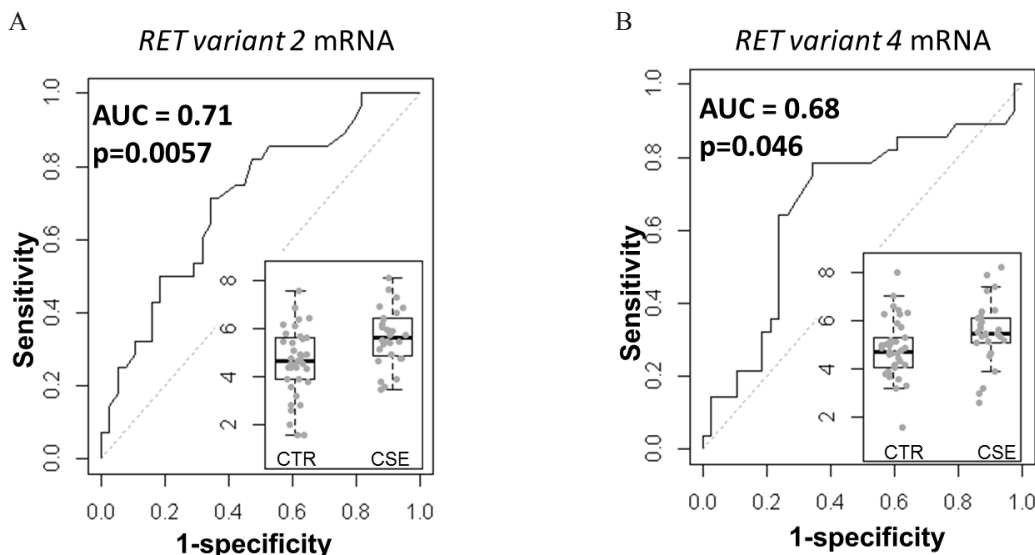 A
RET variant 2 mRNA
AUC = 0.71
p=0.0057
Sensitivity
1.0
0.8
0.6
0.4
0.2
0.0
8
6
4
2
CTR CSE
0.0 0.2 0.4 0.6 0.8 1.0
1-specificity
B
RET variant 4 mRNA
AUC = 0.68
p=0.046
Sensitivity
1.0
0.8
0.6
0.4
0.2
0.0
8
6
4
2
CTR CSE
0.0 0.2 0.4 0.6 0.8 1.0
1-specificity